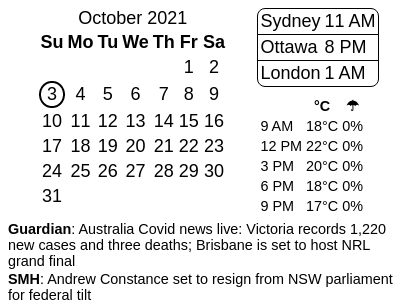 October 2021
Su Mo Tu We Th Fr Sa
1 2
3 4 5 6 7 8 9
10 11 12 13 14 15 16
17 18 19 20 21 22 23
24 25 26 27 28 29 30
31
Sydney 11 AM
Ottawa 8 PM
London 1 AM
°C ☂
9 AM 18°C 0%
12 PM 22°C 0%
3 PM 20°C 0%
6 PM 18°C 0%
9 PM 17°C 0%
Guardian: Australia Covid news live: Victoria records 1,220
new cases and three deaths; Brisbane is set to host NRL
grand final
SMH: Andrew Constance set to resign from NSW parliament
for federal tilt